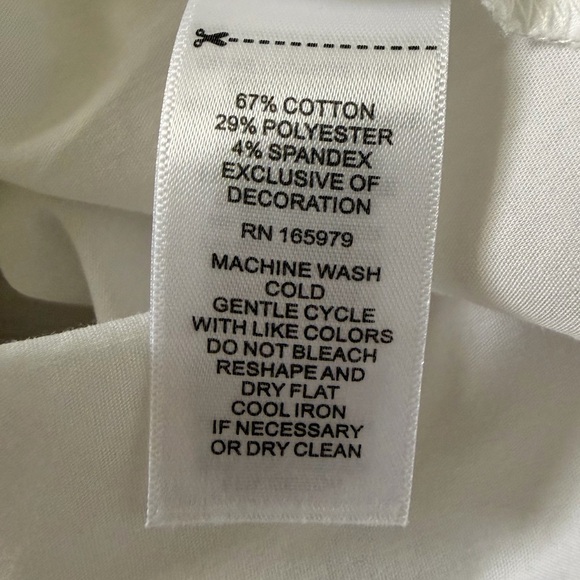 67% COTTON
29% POLYESTER
4% SPANDEX
EXCLUSIVE OF
DECORATION
RN 165979
MACHINE WASH
COLD
GENTLE CYCLE
WITH LIKE COLORS
DO NOT BLEACH
RESHAPE AND
DRY FLAT
COOL IRON
IF NECESSARY
OR DRY CLEAN